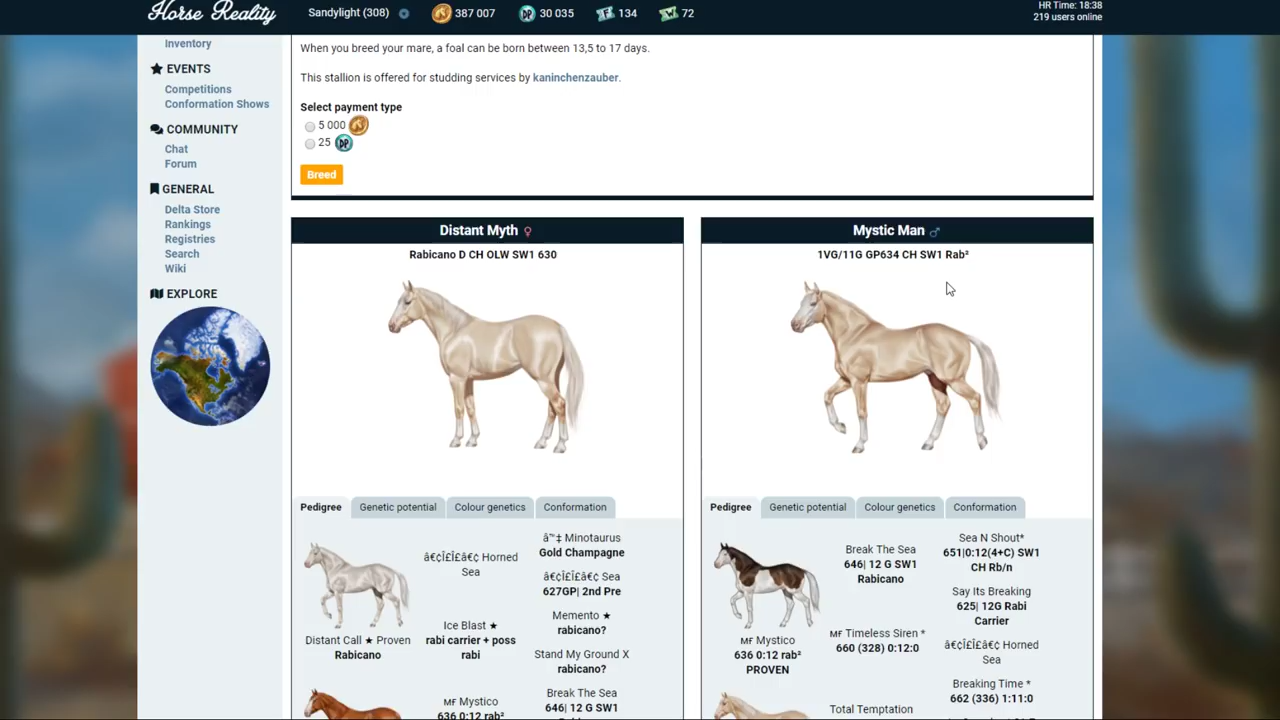 Horse Reality
Sandylight (308) 387 007 DP 30 035 134 72
HR Time: 18:38
219 users online
Inventory
EVENTS
Competitions
Conformation Shows
COMMUNITY
Chat
Forum
GENERAL
Delta Store
Rankings
Registries
Search
Wiki
EXPLORE
When you breed your mare, a foal can be born between 13,5 to 17 days.
This stallion is offered for studding services by kaninchenzauber.
Select payment type
5 000
25 DP
Breed
Distant Myth ♀
Rabicano D CH OLW SW1 630
Pedigree Genetic potential Colour genetics Conformation
Distant Call ★ Proven
Rabicano
•ΣΣ• Horned
Sea
Ice Blast ★
rabi carrier + poss
rabi
MF Mystico
636 0:12 rab²
♇ Minotaurus
Gold Champagne
•ΣΣ• Sea
627GP| 2nd Pre
Memento ★
rabicano?
Stand My Ground X
rabicano?
Break The Sea
646| 12 G SW1
Mystic Man ♂
1VG/11G GP634 CH SW1 Rab²
Pedigree Genetic potential Colour genetics Conformation
MF Mystico
636 0:12 rab²
PROVEN
Break The Sea
646| 12 G SW1
Rabicano
MF Timeless Siren *
660 (328) 0:12:0
Total Temptation
Sea N Shout*
651|0:12(4+C) SW1
CH Rb/n
Say Its Breaking
625| 12G Rabi
Carrier
•ΣΣ• Horned
Sea
Breaking Time *
662 (336) 1:11:0